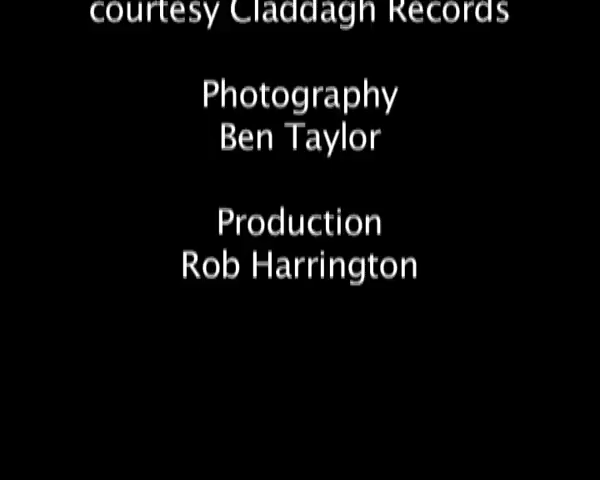 courtesy Claddagh Records
Photography
Ben Taylor
Production
Rob Harrington